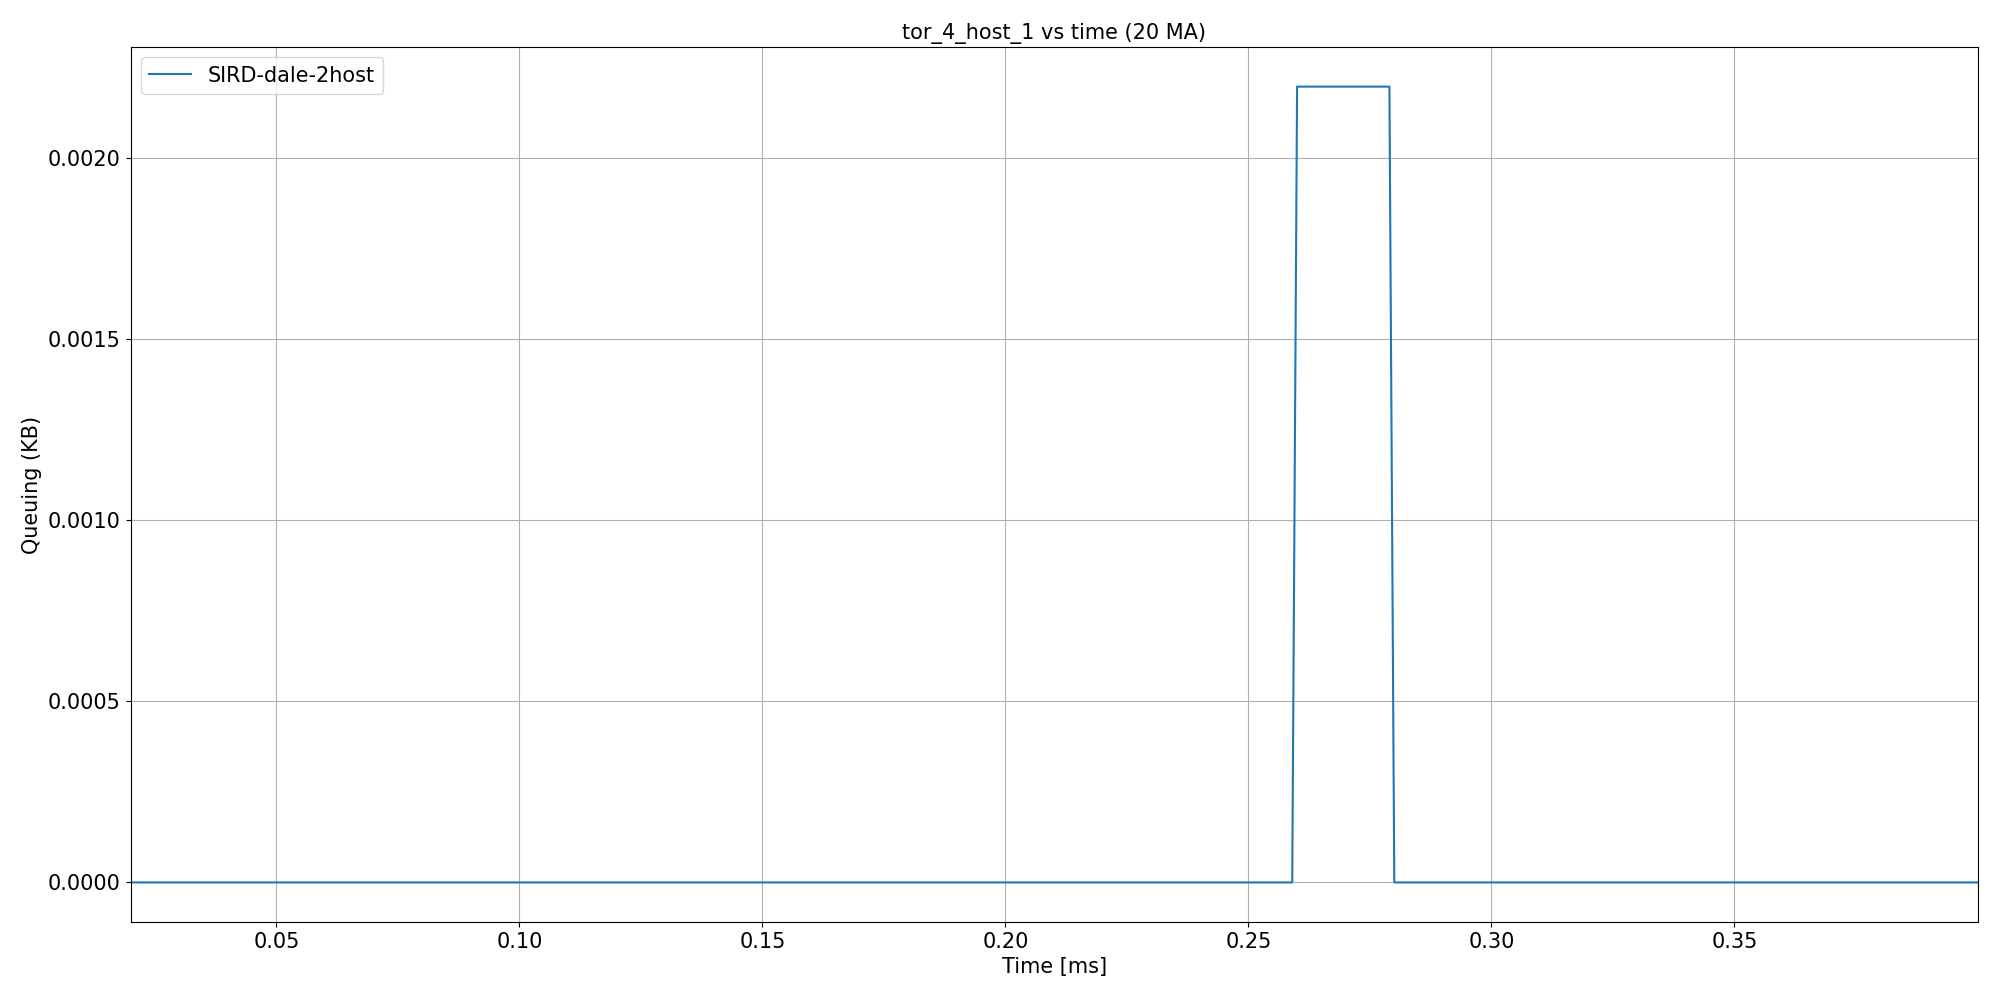 tor_4_host_1 vs time (20 MA)
SIRD-dale-2host
Queuing (KB)
0.0020
0.0015
0.0010
0.0005
0.0000
0.05 0.10 0.15 0.20 0.25 0.30 0.35
Time [ms]